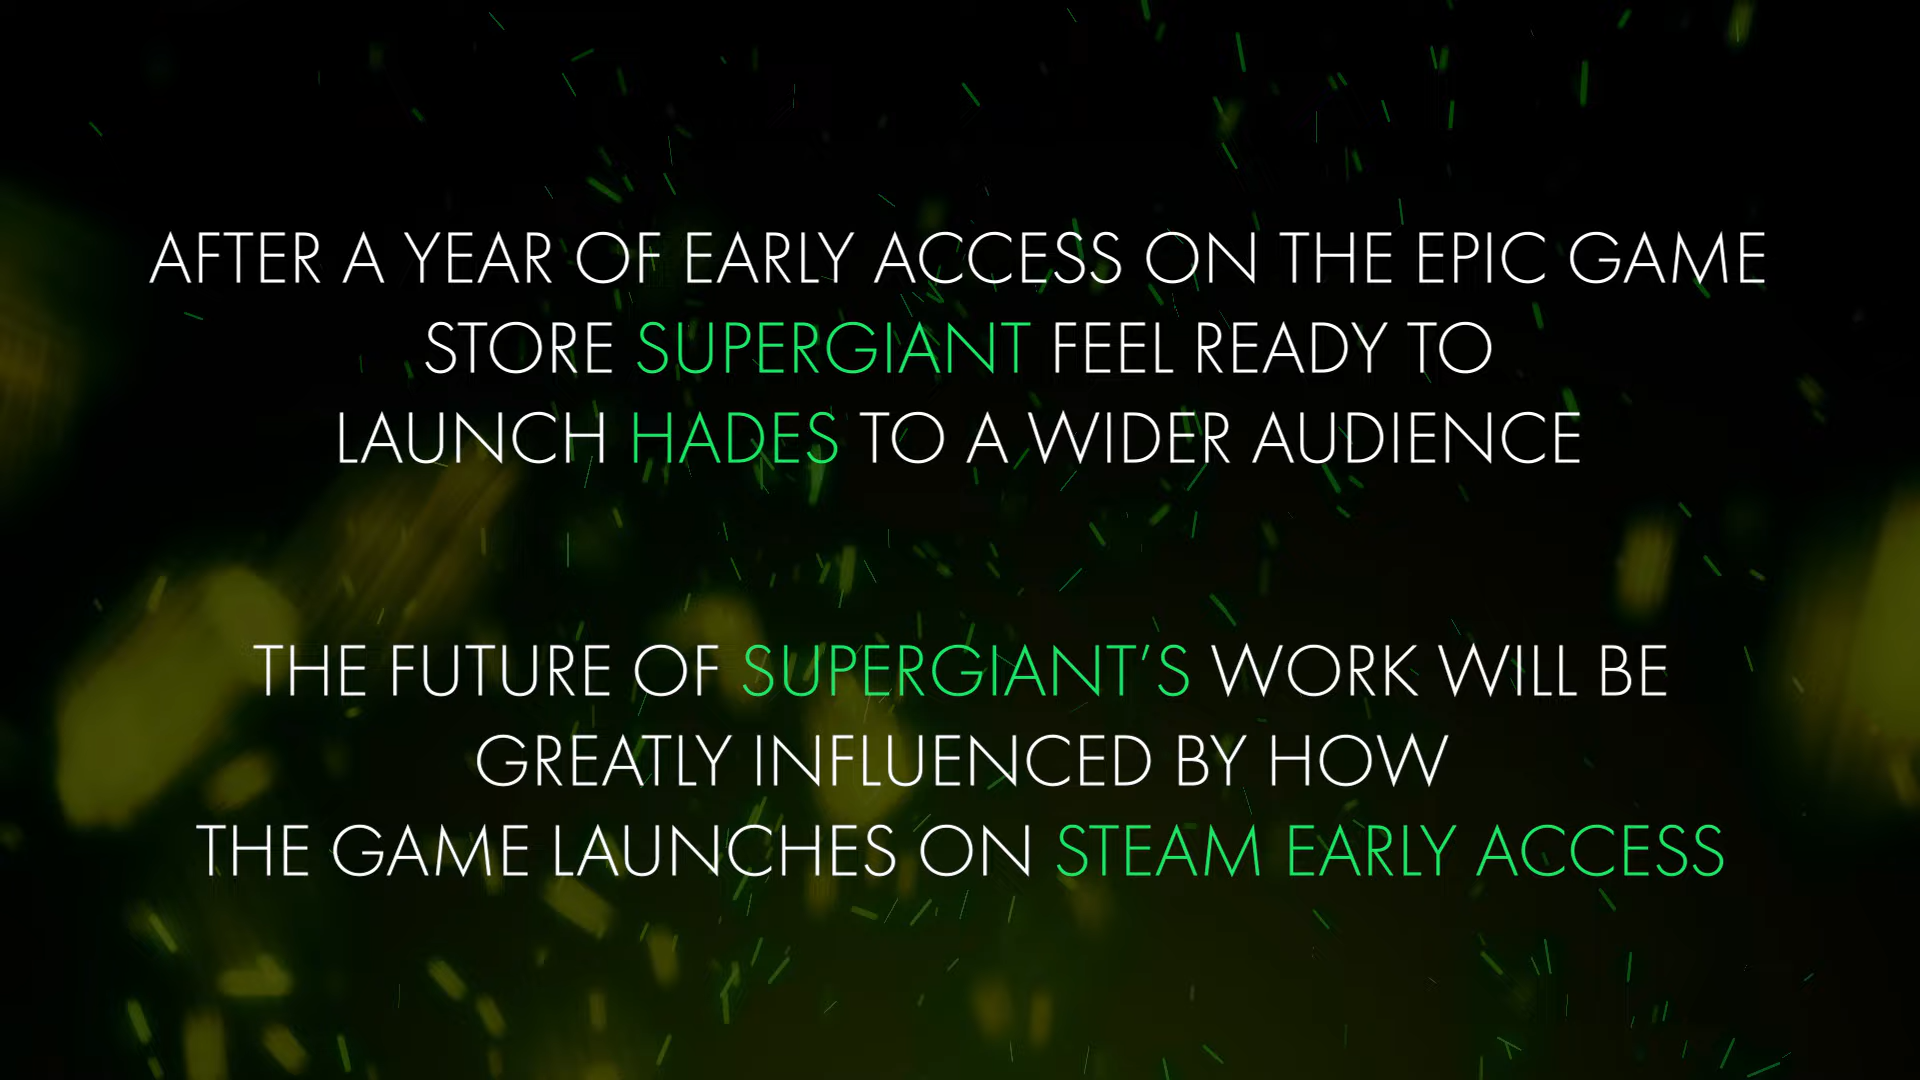 AFTER A YEAR OF EARLY ACCESS ON THE EPIC GAME
STORE SUPERGIANT FEEL READY TO
LAUNCH HADES TO A WIDER AUDIENCE
THE FUTURE OF SUPERGIANT’S WORK WILL BE
GREATLY INFLUENCED BY HOW
THE GAME LAUNCHES ON STEAM EARLY ACCESS